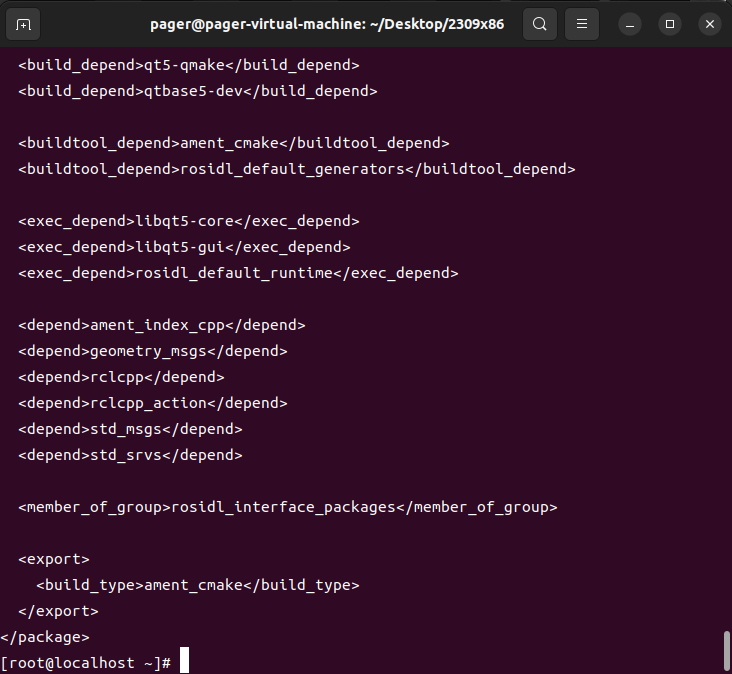 pager@pager-virtual-machine: ~/Desktop/2309x86
<build_depend>qt5-qmake</build_depend>
<build_depend>qtbase5-dev</build_depend>
<buildtool_depend>ament_cmake</buildtool_depend>
<buildtool_depend>rosidl_default_generators</buildtool_depend>
<exec_depend>libqt5-core</exec_depend>
<exec_depend>libqt5-gui</exec_depend>
<exec_depend>rosidl_default_runtime</exec_depend>
<depend>ament_index_cpp</depend>
<depend>geometry_msgs</depend>
<depend>rclcpp</depend>
<depend>rclcpp_action</depend>
<depend>std_msgs</depend>
<depend>std_srvs</depend>
<member_of_group>rosidl_interface_packages</member_of_group>
<export>
<build_type>ament_cmake</build_type>
</export>
</package>
[root@localhost ~]#